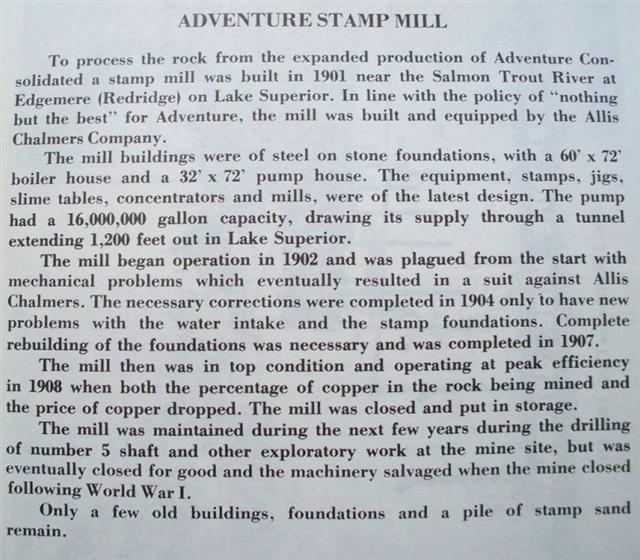 ADVENTURE STAMP MILL
To process the rock from the expanded production of Adventure Con-
solidated a stamp mill was built in 1901 near the Salmon Trout River at
Edgemere (Redridge) on Lake Superior. In line with the policy of "nothing
but the best" for Adventure, the mill was built and equipped by the Allis
Chalmers Company.
The mill buildings were of steel on stone foundations, with a 60' x 72'
boiler house and a 32' x 72' pump house. The equipment, stamps, jigs,
slime tables, concentrators and mills, were of the latest design. The pump
had a 16,000,000 gallon capacity, drawing its supply through a tunnel
extending 1,200 feet out in Lake Superior.
The mill began operation in 1902 and was plagued from the start with
mechanical problems which eventually resulted in a suit against Allis
Chalmers. The necessary corrections were completed in 1904 only to have new
problems with the water intake and the stamp foundations. Complete
rebuilding of the foundations was necessary and was completed in 1907.
The mill then was in top condition and operating at peak efficiency
in 1908 when both the percentage of copper in the rock being mined and
the price of copper dropped. The mill was closed and put in storage.
The mill was maintained during the next few years during the drilling
of number 5 shaft and other exploratory work at the mine site, but was
eventually closed for good and the machinery salvaged when the mine closed
following World War I.
Only a few old buildings, foundations and a pile of stamp sand
remain.